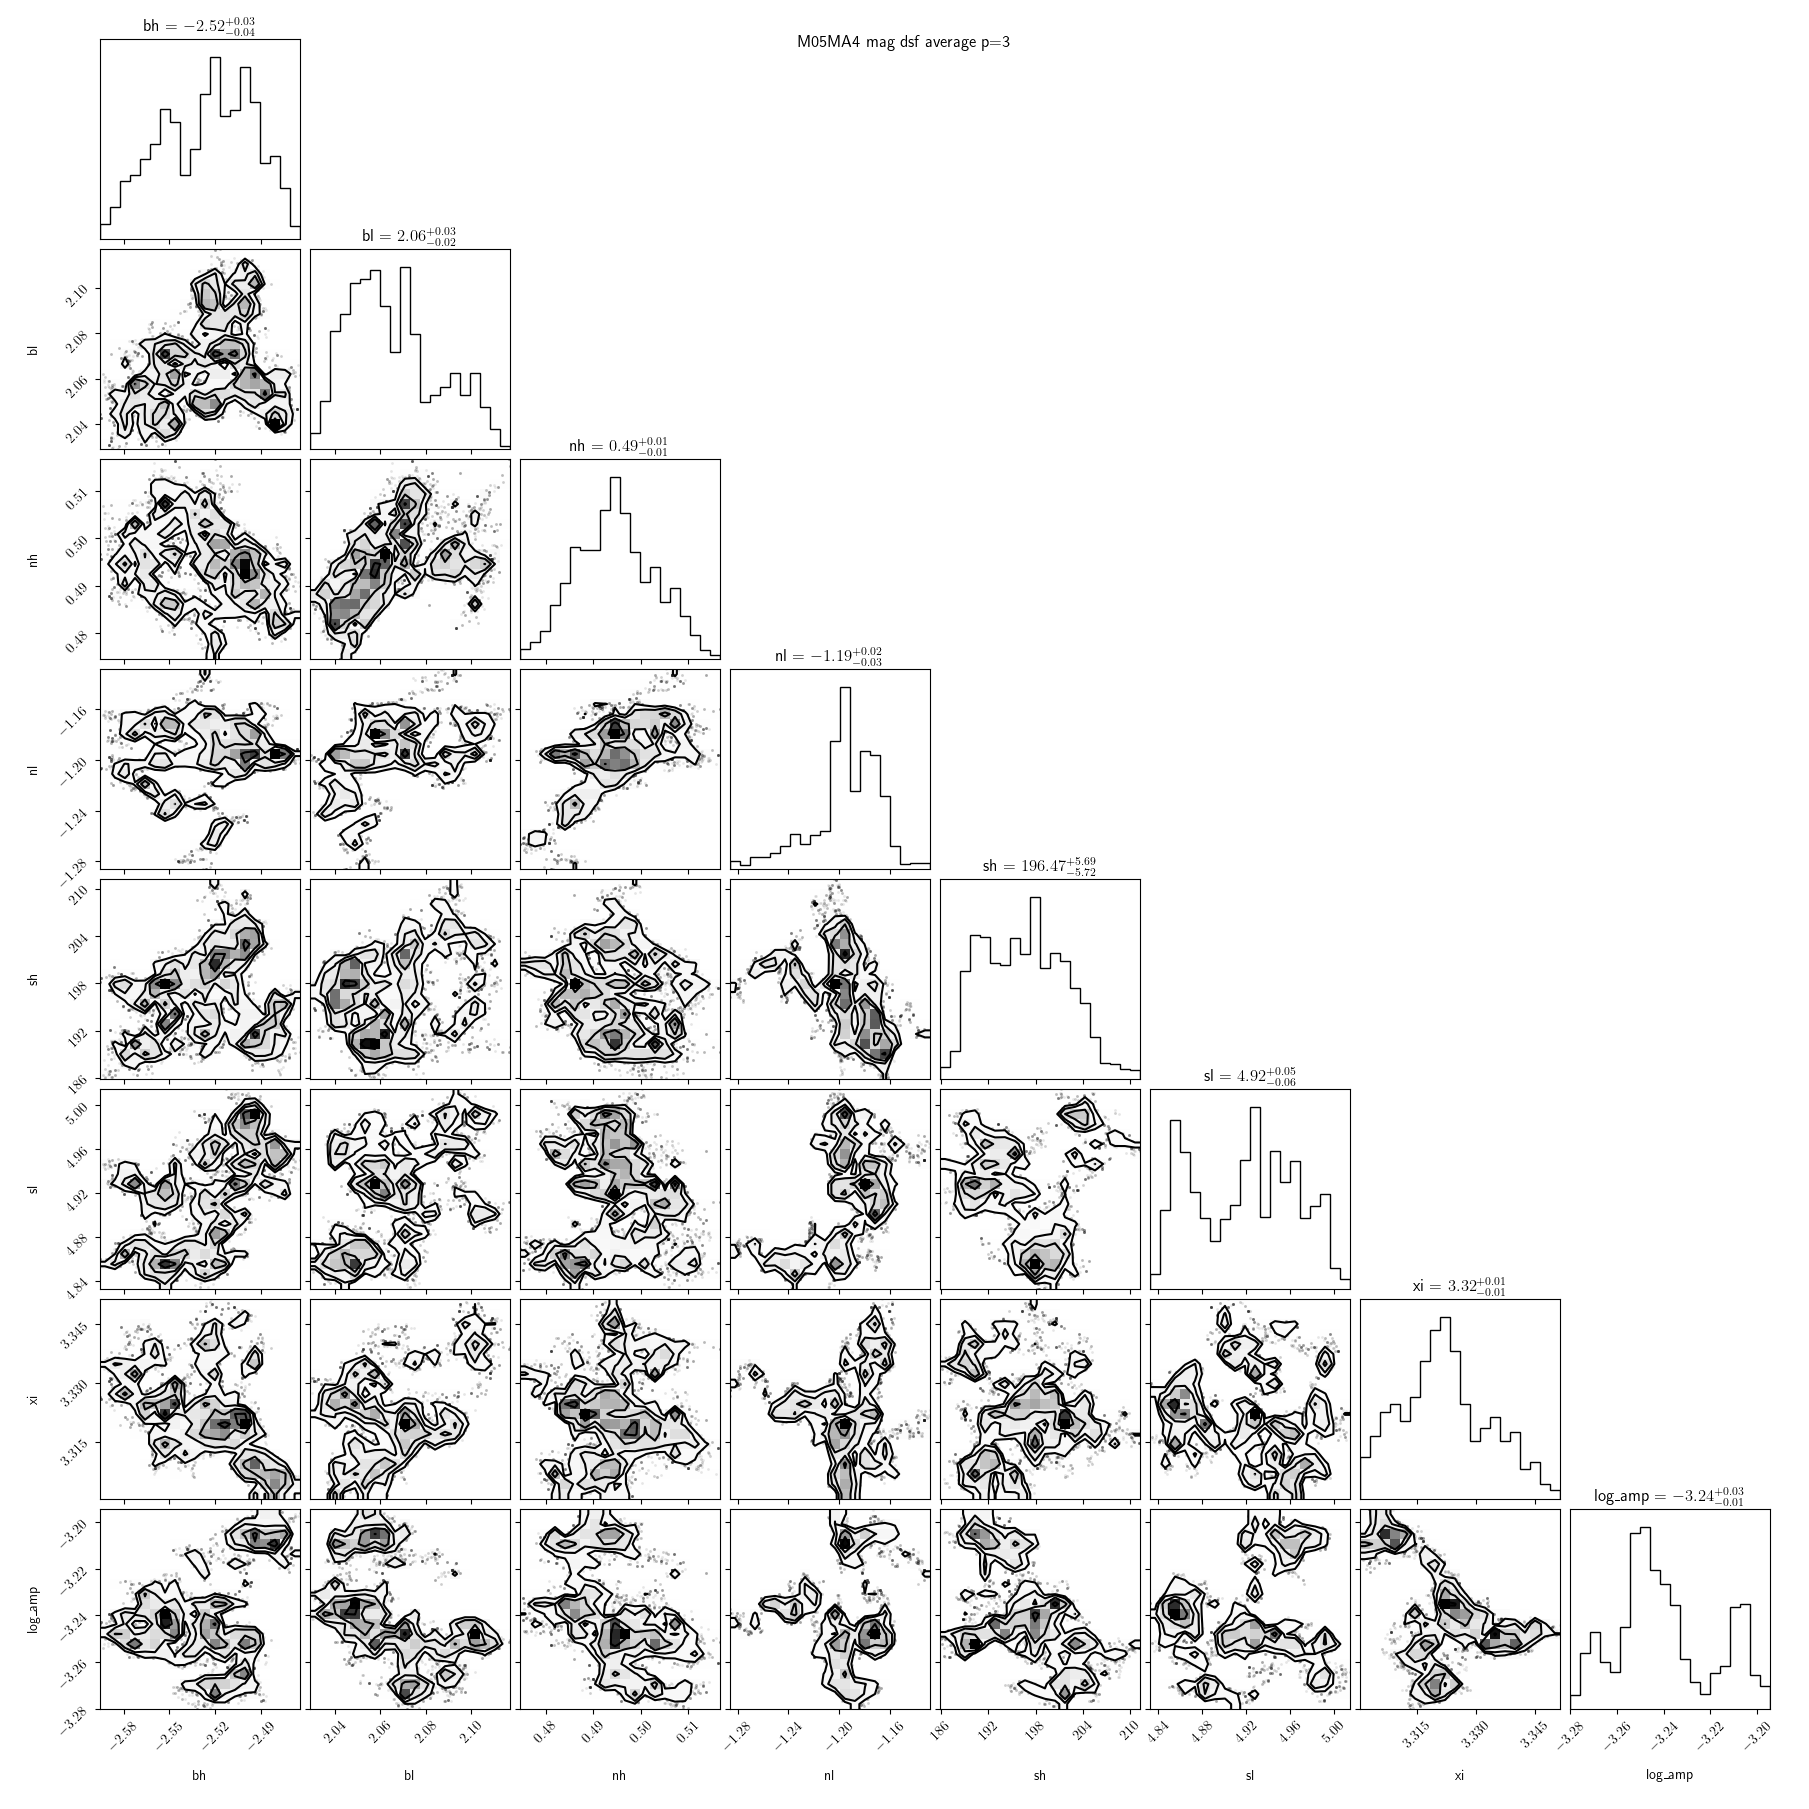 M05MA4 mag dsf average p=3
bh = −2.52+0.03−0.04
bl = 2.06+0.03−0.02
2.10
2.08
2.06
2.04
bl
nh = 0.49+0.01−0.01
0.51
0.50
0.49
0.48
nh
nl = −1.19+0.02−0.03
−1.16
−1.20
−1.24
−1.28
nl
sh = 196.47+5.69−5.72
210
204
198
192
186
sh
sl = 4.92+0.05−0.06
5.00
4.96
4.92
4.88
4.84
sl
xi = 3.32+0.01−0.01
3.345
3.330
3.315
xi
log_amp = −3.24+0.03−0.01
−3.20
−3.22
−3.24
−3.26
−3.28
log_amp
−2.58 −2.55 −2.52 −2.49 2.04 2.06 2.08 2.10 0.48 0.49 0.50 0.51 −1.28 −1.24 −1.20 −1.16 186 192 198 204 210 4.84 4.88 4.92 4.96 5.00 3.315 3.330 3.345 −3.28 −3.26 −3.24 −3.22 −3.20
bh bl nh nl sh sl xi log_amp